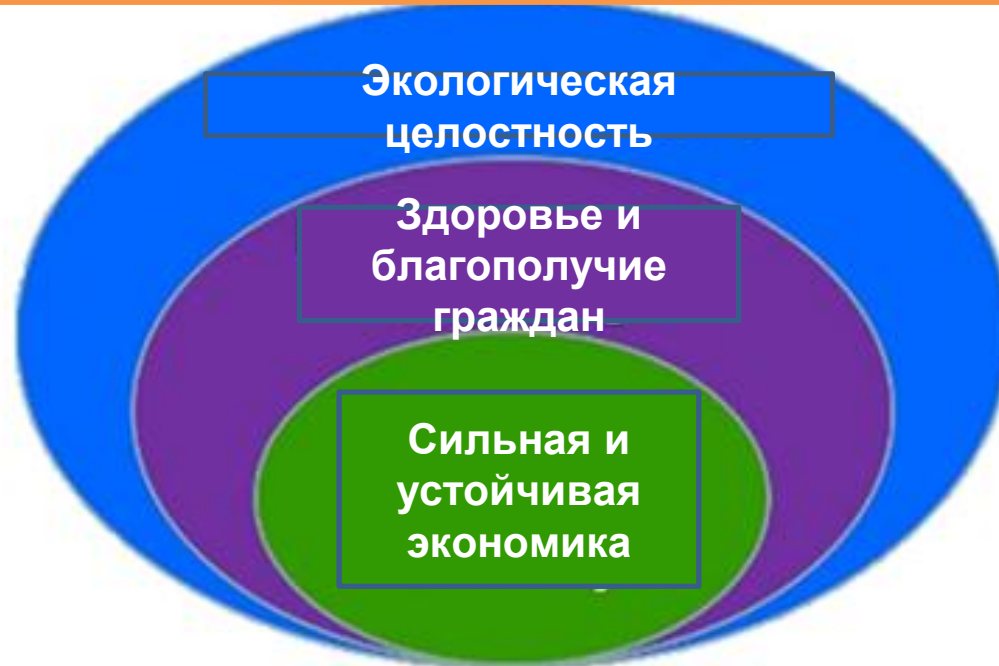 Экологическая
целостность
Здоровье и
благополучие
граждан
Сильная и
устойчивая
экономика